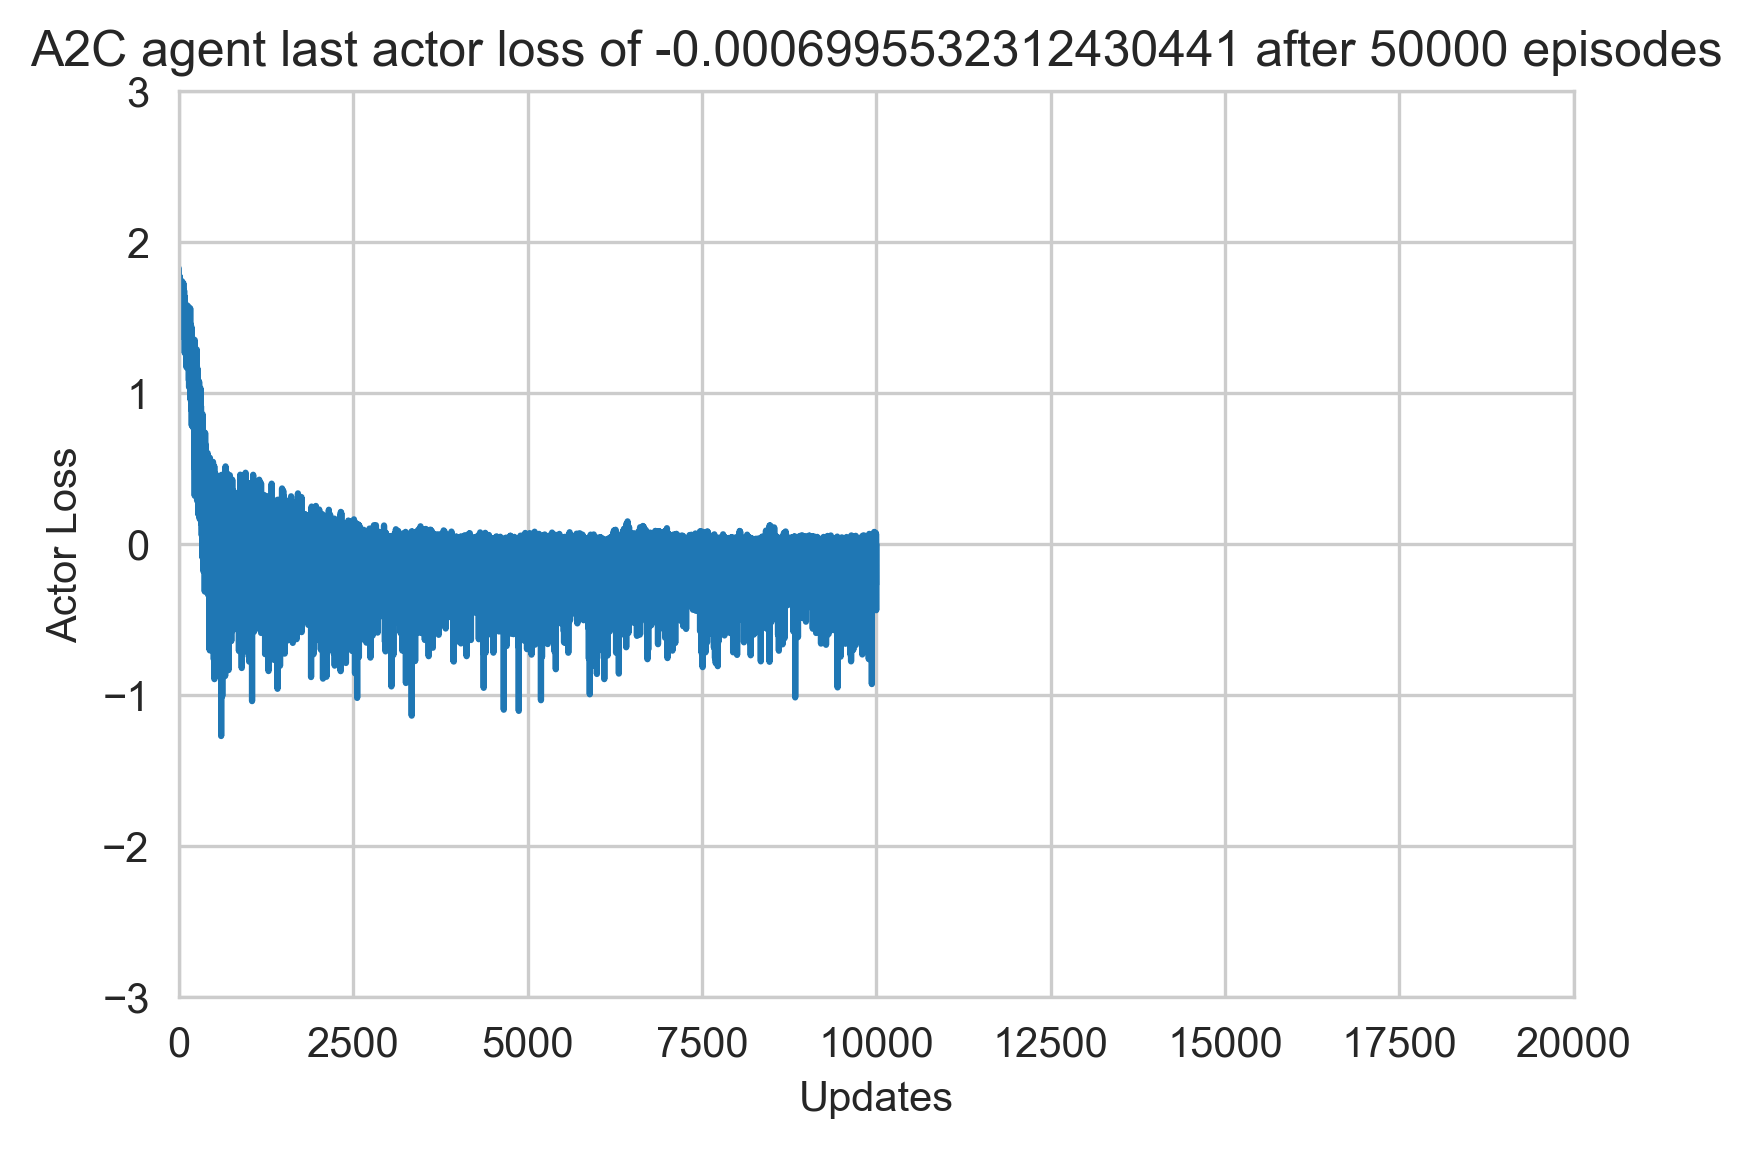 A2C agent last actor loss of -0.0006995532312430441 after 50000 episodes
3
2
1
0
−1
−2
−3
Actor Loss
0 2500 5000 7500 10000 12500 15000 17500 20000
Updates